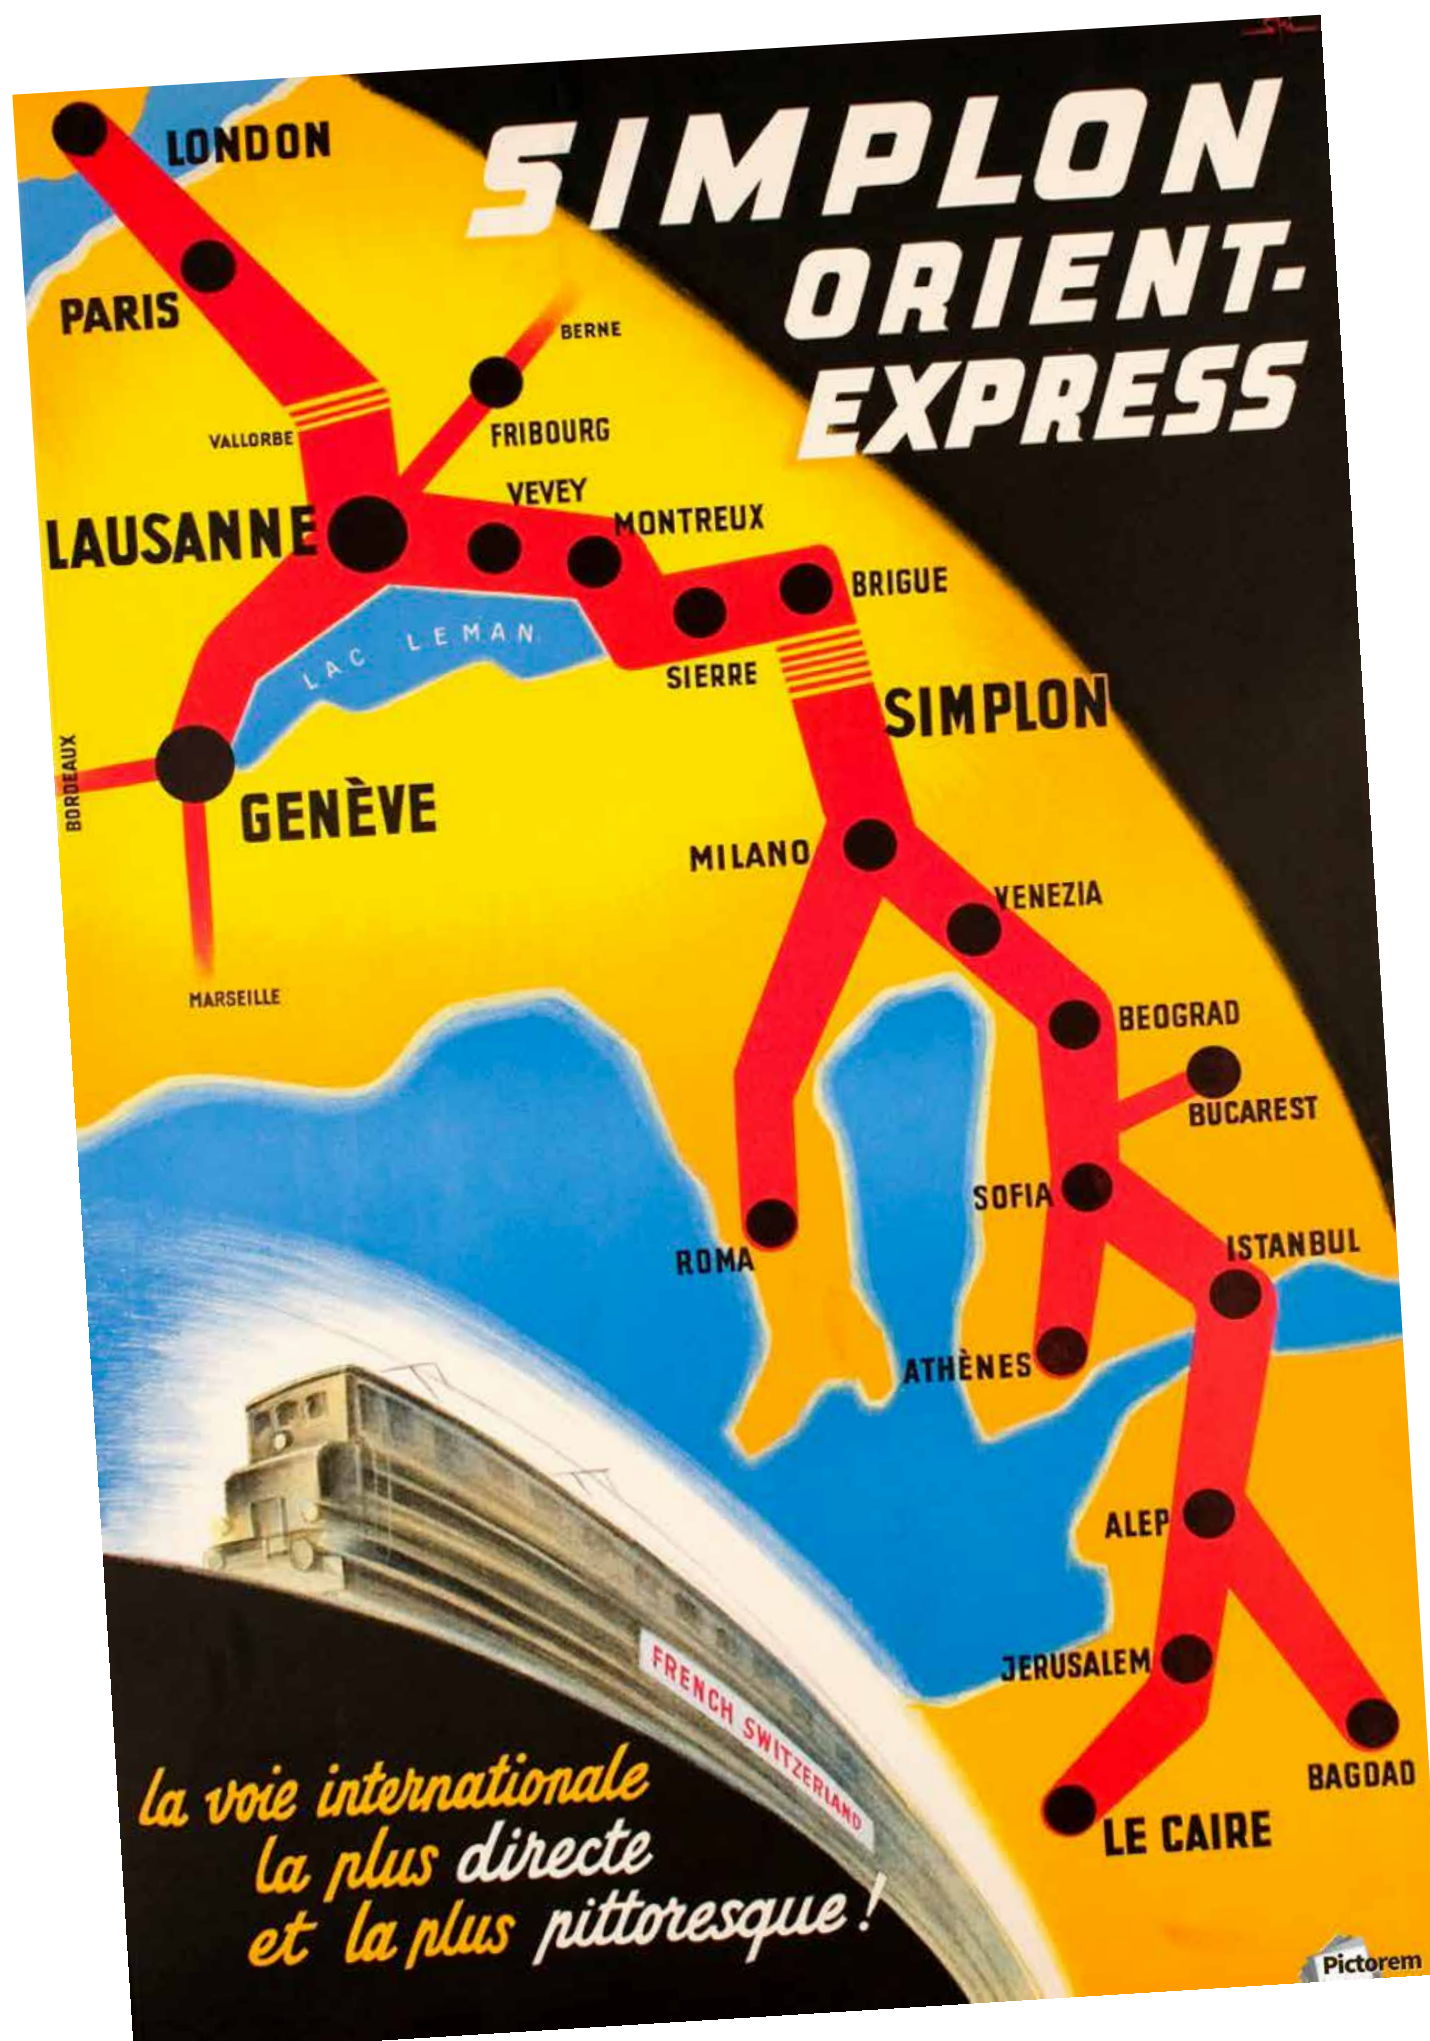 SIMPLON
ORIENT-
EXPRESS
LONDON
PARIS
BERNE
VALLORBE
FRIBOURG
VEVEY
LAUSANNE
MONTREUX
BRIGUE
LAC LEMAN
SIERRE
SIMPLON
BORDEAUX
GENÈVE
MILANO
VENEZIA
MARSEILLE
BEOGRAD
BUCAREST
SOFIA
ROMA
ISTANBUL
ATHÈNES
ALEP
JERUSALEM
BAGDAD
LE CAIRE
FRENCH SWITZERLAND
la voie internationale
la plus directe
et la plus pittoresque !
Pictorem